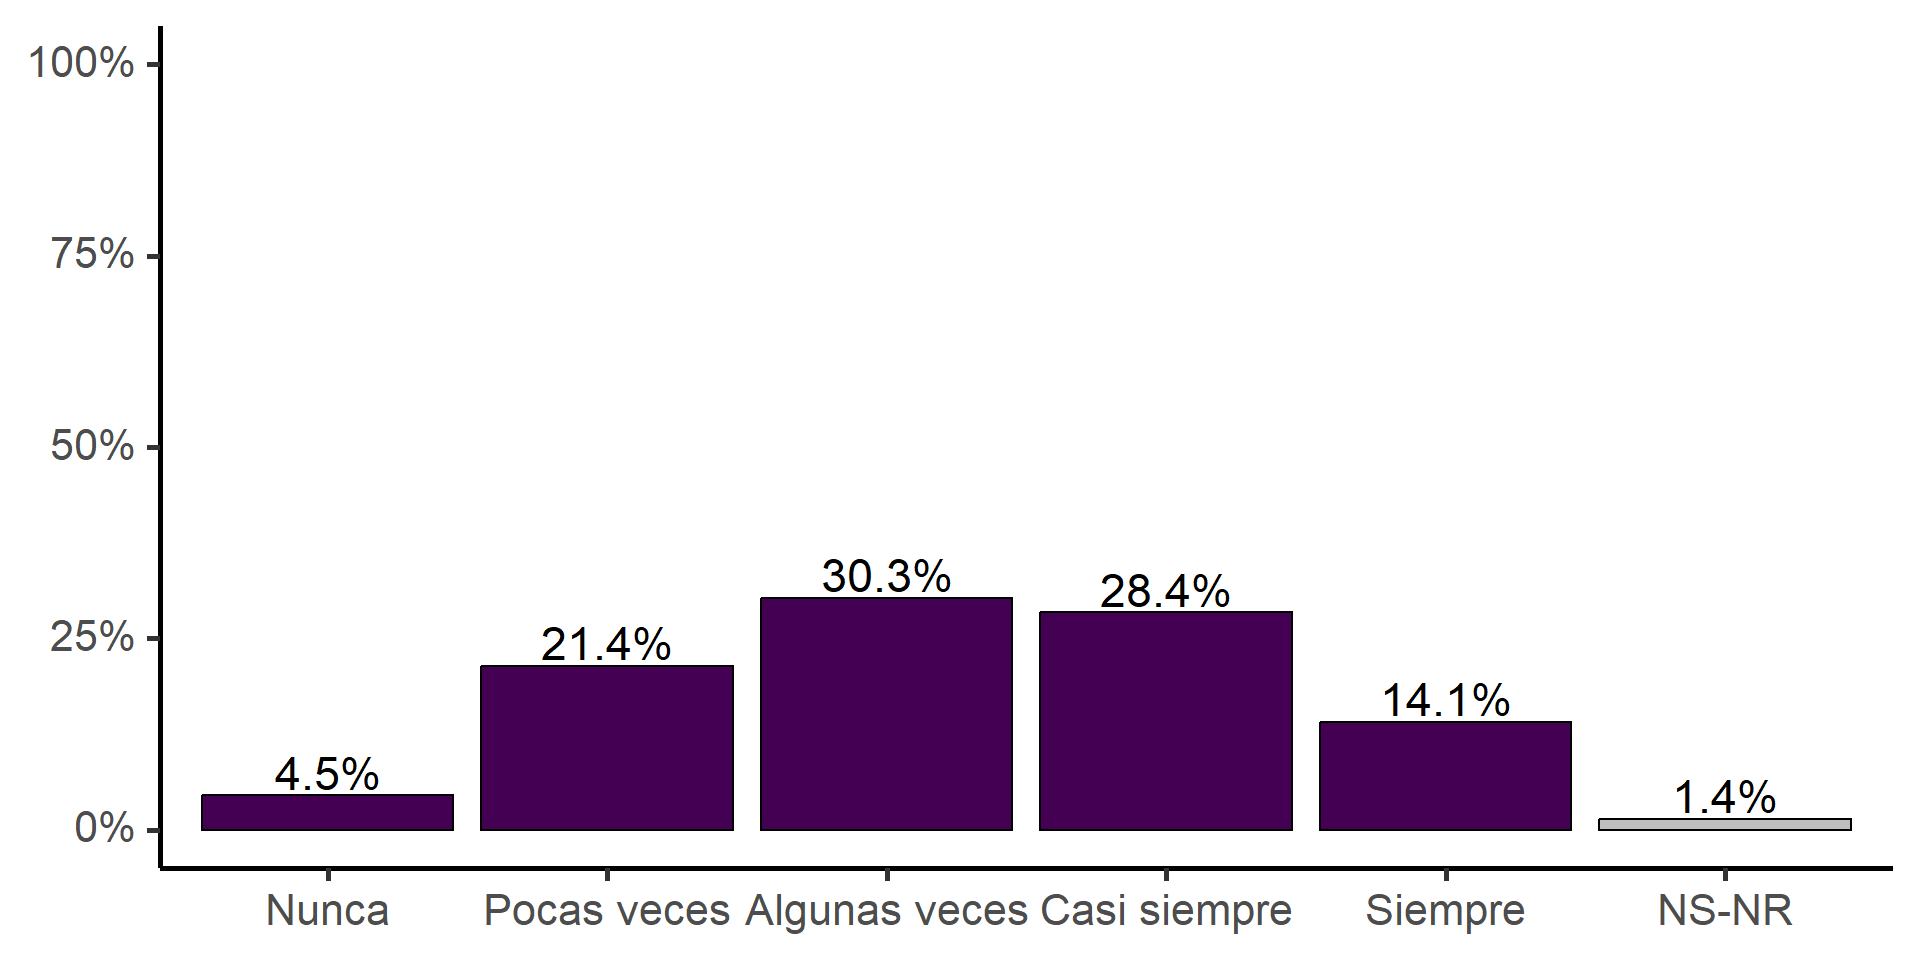 100%
75%
50%
25%
0%
4.5%
21.4%
30.3%
28.4%
14.1%
1.4%
Nunca
Pocas veces
Algunas veces
Casi siempre
Siempre
NS-NR